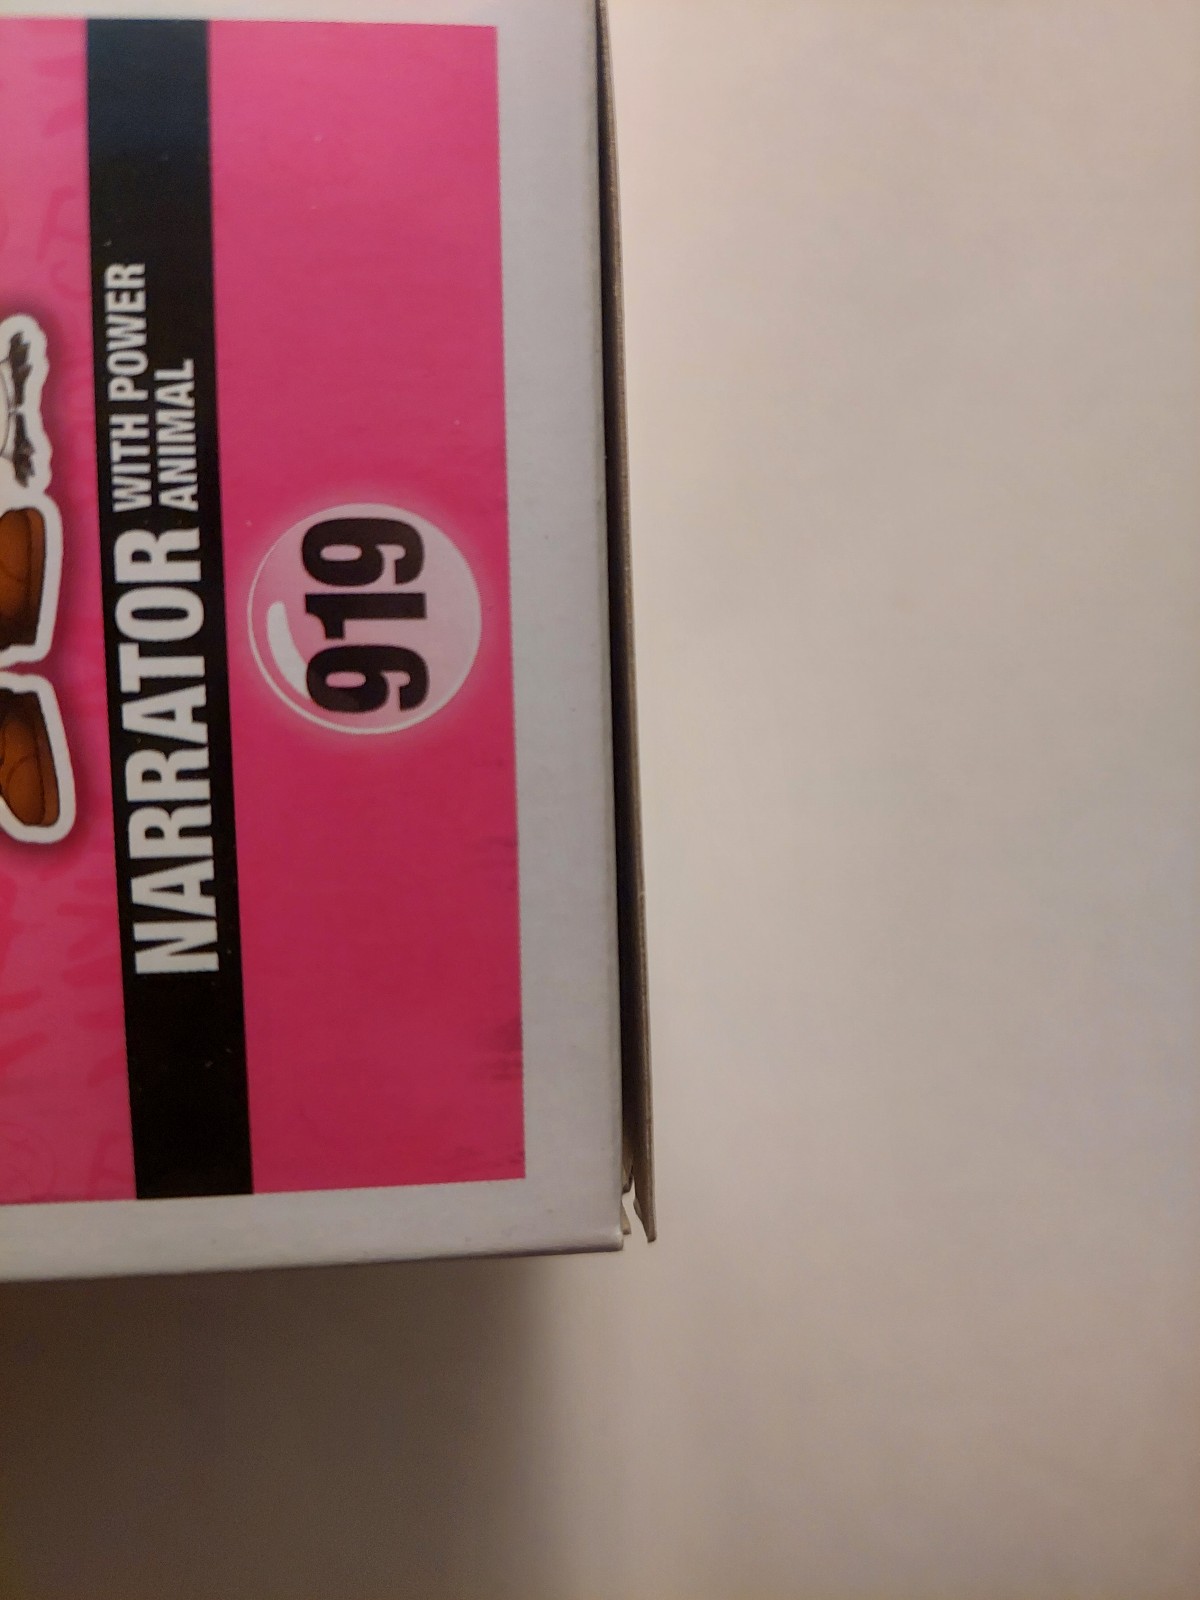 NARRATOR WITH POWER
ANIMAL
919